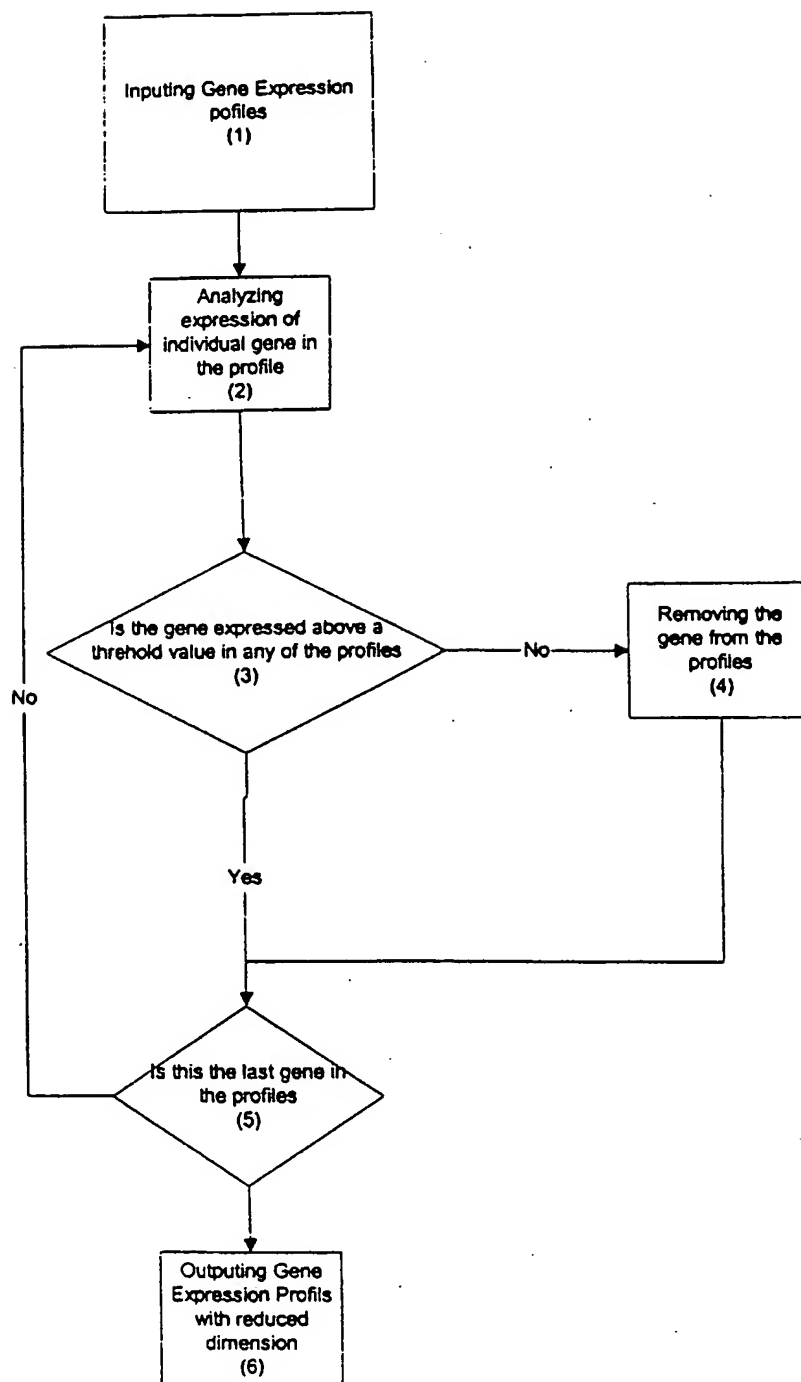 Inputing Gene Expression
pofiles
(1)
Analyzing
expression of
individual gene in
the profile
(2)
Is the gene expressed above a
threhold value in any of the profiles
(3)
No
Removing the
gene from the
profiles
(4)
No
Yes
Is this the last gene in
the profiles
(5)
Outputing Gene
Expression Profils
with reduced
dimension
(6)